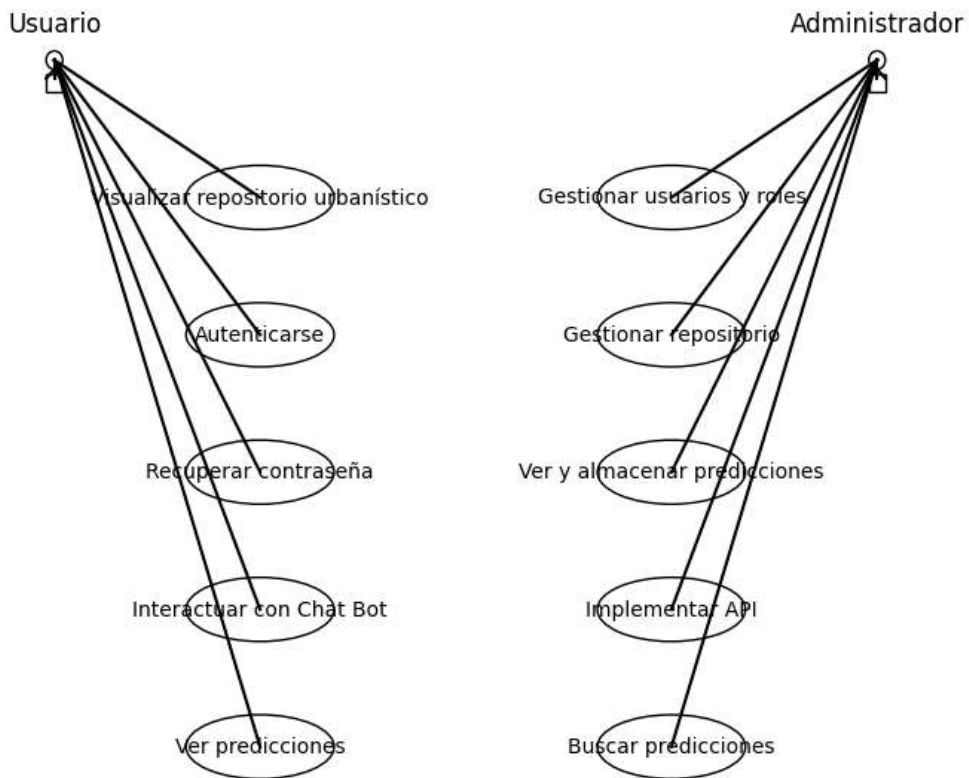 Usuario
Administrador
Visualizar repositorio urbanístico
Gestionar usuarios y roles
Autenticarse
Gestionar repositorio
Recuperar contraseña
Ver y almacenar predicciones
Interactuar con Chat Bot
Implementar API
Ver predicciones
Buscar predicciones